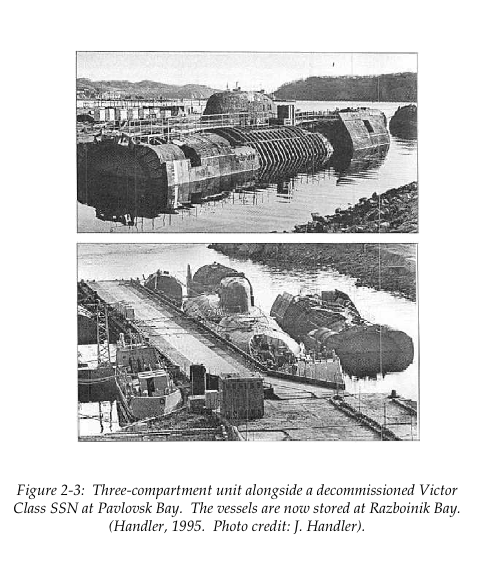 Figure 2-3:  Three-compartment unit alongside a decommissioned Victor
Class SSN at Pavlovsk Bay.  The vessels are now stored at Razboinik Bay.
(Handler, 1995.  Photo credit: J. Handler).